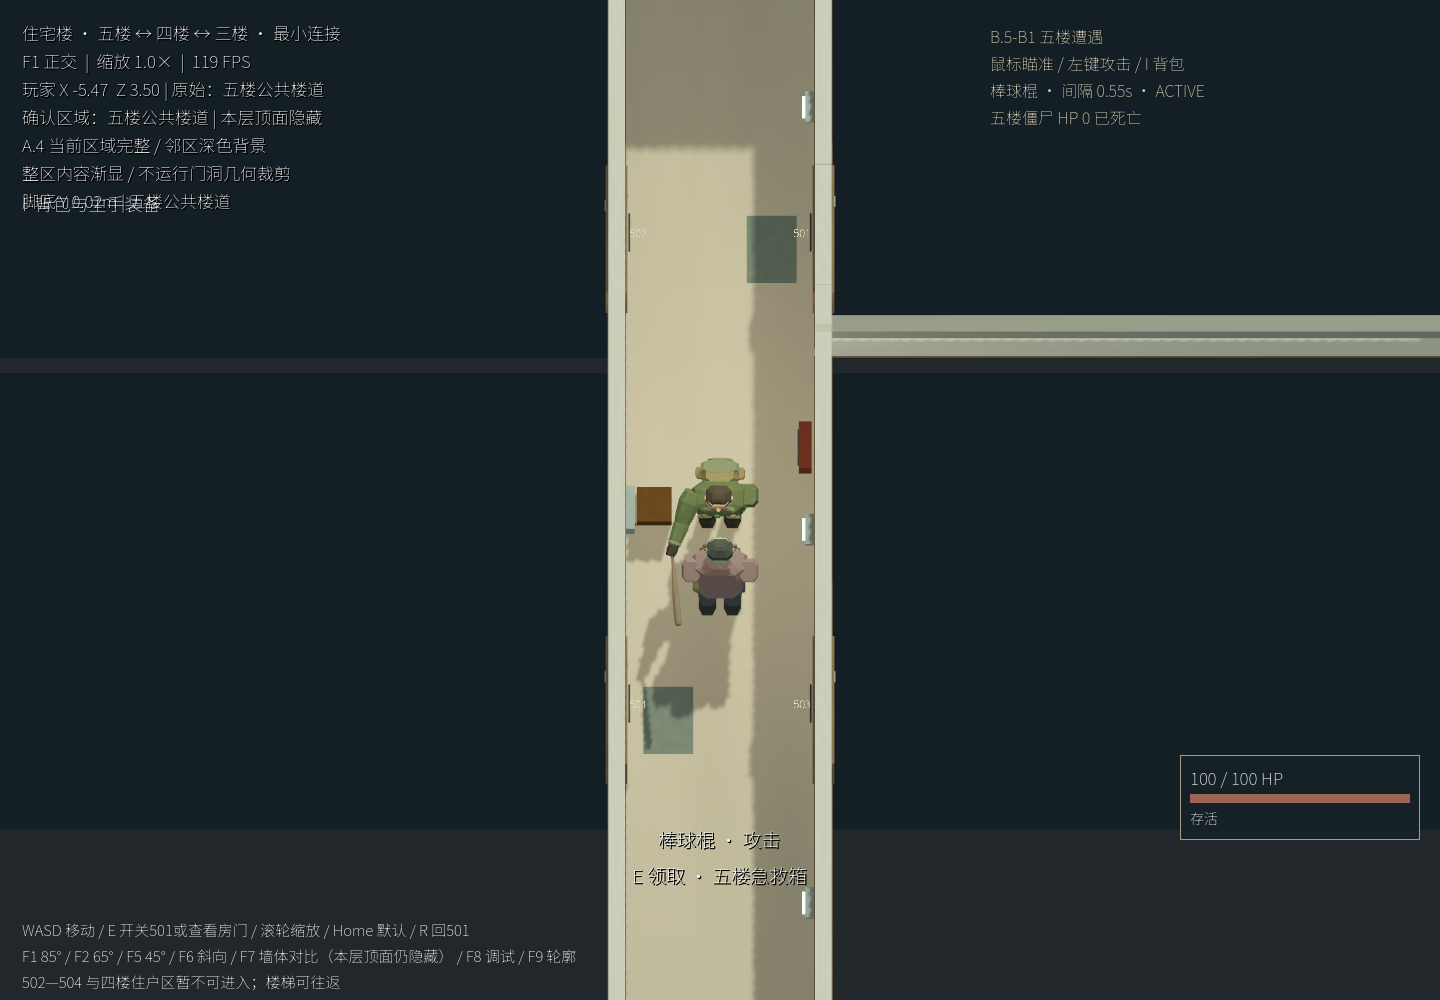 住宅楼 · 五楼 ↔ 四楼 ↔ 三楼 · 最小连接
F1 正交 | 缩放 1.0× | 119 FPS
玩家 X -5.47 Z 3.50 | 原始：五楼公共楼道
确认区域：五楼公共楼道 | 本层顶面隐藏
A.4 当前区域完整 / 邻区深色背景
整区内容渐显 / 不运行门洞几何裁剪
五楼公共楼道
B.5-B1 五楼遭遇
鼠标瞄准 / 左键攻击 / I 背包
棒球棍 · 间隔 0.55s · ACTIVE
五楼僵尸 HP 0 已死亡
502
501
504
503
100 / 100 HP
存活
棒球棍 · 攻击
E 领取 · 五楼急救箱
WASD 移动 / E 开关501或查看房门 / 滚轮缩放 / Home 默认 / R 回501
F1 85° / F2 65° / F5 45° / F6 斜向 / F7 墙体对比（本层顶面仍隐藏） / F8 调试 / F9 轮廓
502—504 与四楼住户区暂不可进入；楼梯可往返